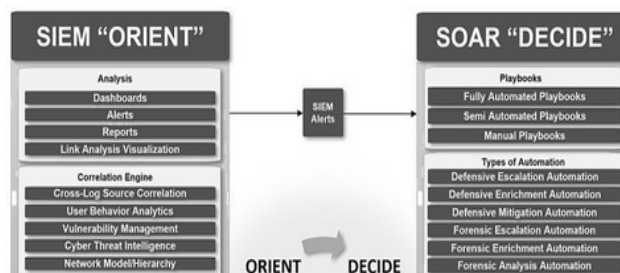 SIEM “ORIENT”
Analysis
Dashboards
Alerts
Reports
Link Analysis Visualization
Correlation Engine
Cross-Log Source Correlation
User Behavior Analytics
Vulnerability Management
Cyber Threat Intelligence
Network Model/Hierarchy
SIEM
Alerts
ORIENT
DECIDE
SOAR “DECIDE”
Playbooks
Fully Automated Playbooks
Semi Automated Playbooks
Manual Playbooks
Types of Automation
Defensive Escalation Automation
Defensive Enrichment Automation
Defensive Mitigation Automation
Forensic Escalation Automation
Forensic Enrichment Automation
Forensic Analysis Automation